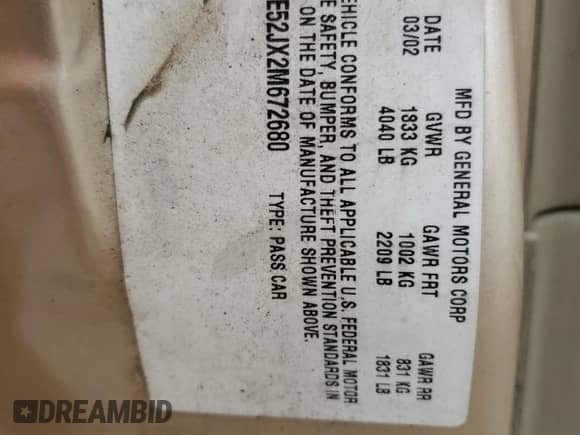 MFD BY GENERAL MOTORS CORP
DATE GVWR GAWR FRT GAWR RR
03/02 1833 KG 1002 KG 831 KG
4040 LB 2209 LB 1831 LB
VEHICLE CONFORMS TO ALL APPLICABLE U.S. FEDERAL MOTOR
E SAFETY, BUMPER, AND THEFT PREVENTION STANDARDS IN
ON THE DATE OF MANUFACTURE SHOWN ABOVE.
E52JX2M672680 TYPE: PASS CAR
DREAMBID